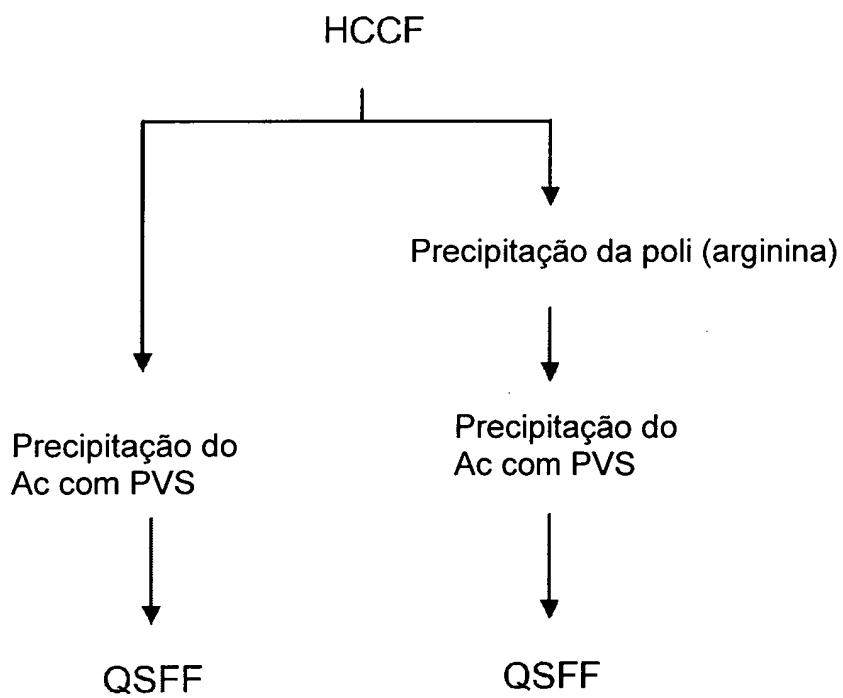 HCCF
Precipitação da poli (arginina)
Precipitação do
Ac com PVS
Precipitação do
Ac com PVS
QSFF
QSFF